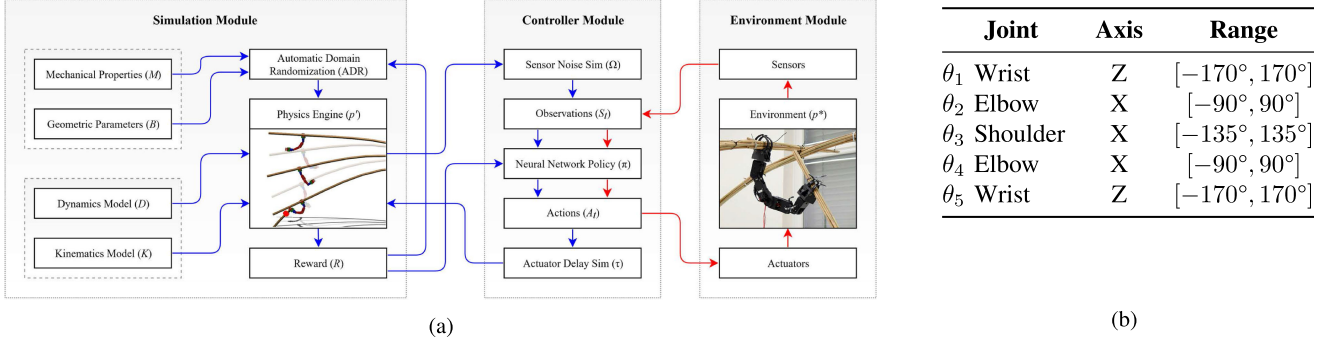 Simulation Module
Mechanical Properties (M)
Geometric Parameters (B)
Dynamics Model (D)
Kinematics Model (K)
Automatic Domain
Randomization (ADR)
Physics Engine (p')
Reward (R)
Controller Module
Sensor Noise Sim (Ω)
Observations (S_t)
Neural Network Policy (π)
Actions (A_t)
Actuator Delay Sim (τ)
Environment Module
Sensors
Environment (p*)
Actuators
(a)
Joint Axis Range
θ₁ Wrist Z [−170°, 170°]
θ₂ Elbow X [−90°, 90°]
θ₃ Shoulder X [−135°, 135°]
θ₄ Elbow X [−90°, 90°]
θ₅ Wrist Z [−170°, 170°]
(b)